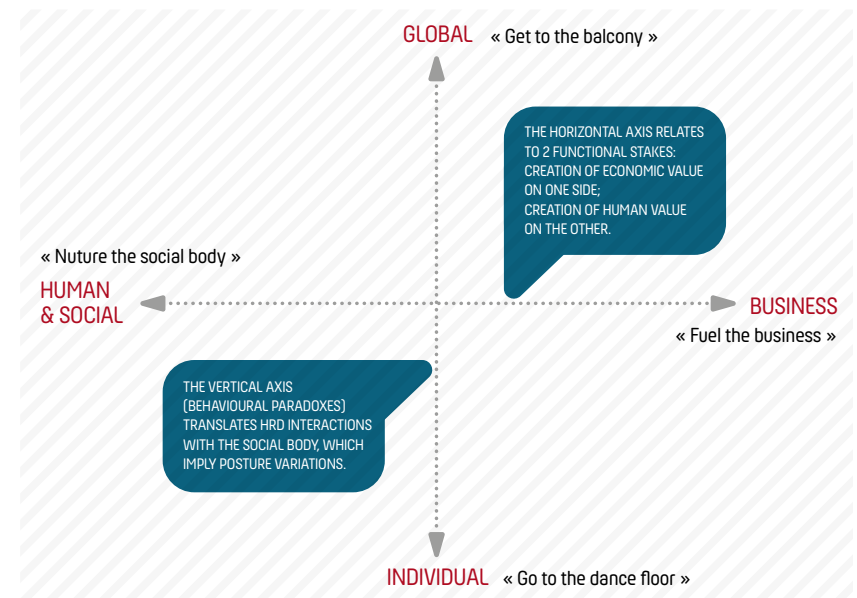 GLOBAL « Get to the balcony »
THE HORIZONTAL AXIS RELATES
TO 2 FUNCTIONAL STAKES:
CREATION OF ECONOMIC VALUE
ON ONE SIDE;
CREATION OF HUMAN VALUE
ON THE OTHER.
« Nuture the social body »
HUMAN
& SOCIAL
BUSINESS
« Fuel the business »
THE VERTICAL AXIS
(BEHAVIOURAL PARADOXES)
TRANSLATES HRD INTERACTIONS
WITH THE SOCIAL BODY, WHICH
IMPLY POSTURE VARIATIONS.
INDIVIDUAL « Go to the dance floor »